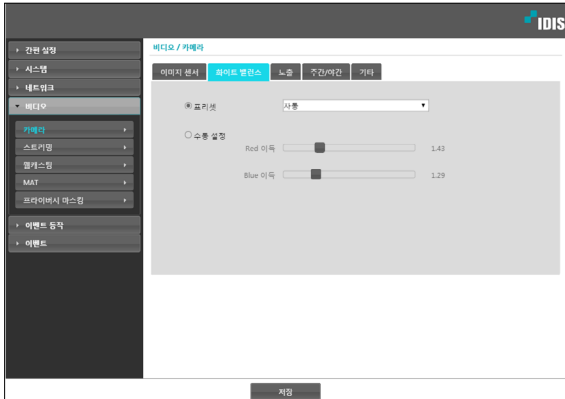 IDIS
간편 설정
시스템
네트워크
비디오
카메라
스트리밍
웹캐스팅
MAT
프라이버시 마스킹
이벤트 동작
이벤트
비디오 / 카메라
이미지 센서 화이트 밸런스 노출 주간/야간 기타
프리셋 자동
수동 설정
Red 이득 1.43
Blue 이득 1.29
저장